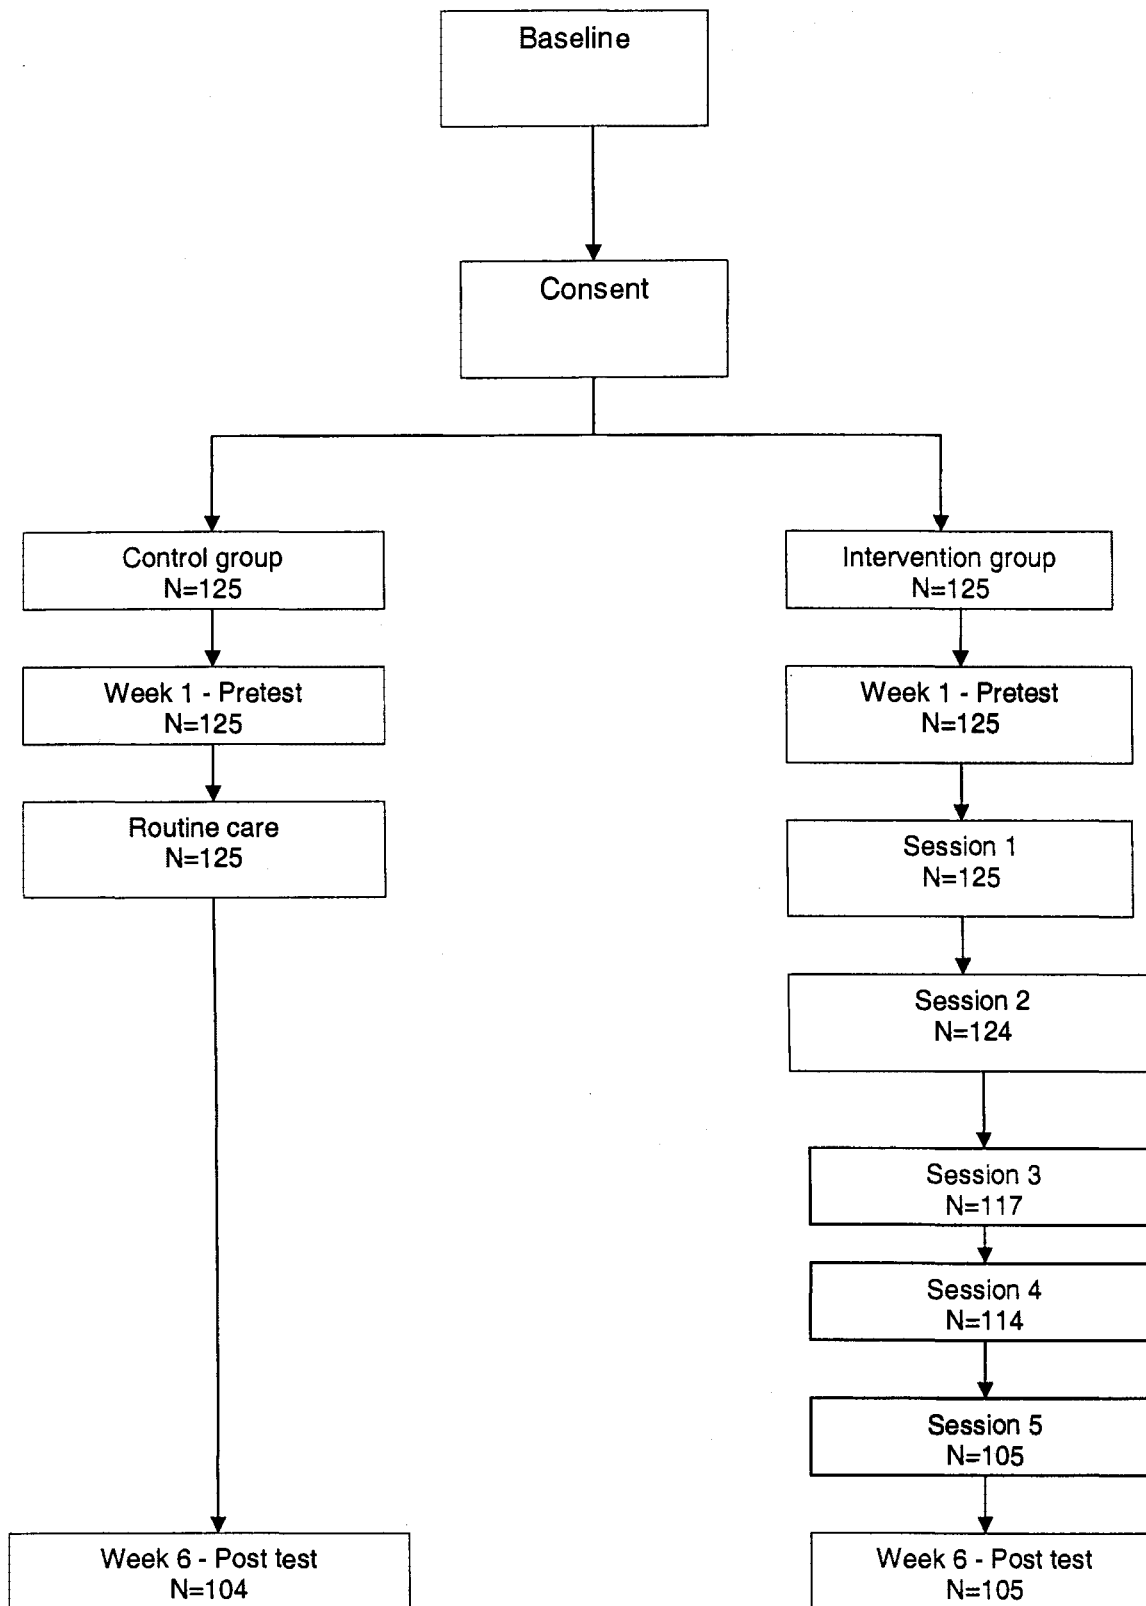 Baseline
Consent
Control group
N=125
Week 1 - Pretest
N=125
Routine care
N=125
Week 6 - Post test
N=104
Intervention group
N=125
Week 1 - Pretest
N=125
Session 1
N=125
Session 2
N=124
Session 3
N=117
Session 4
N=114
Session 5
N=105
Week 6 - Post test
N=105